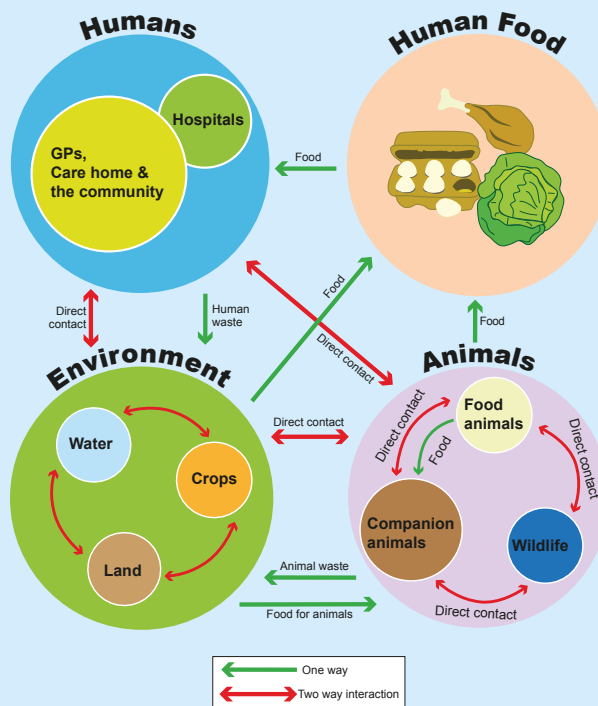 Humans
Human Food
Hospitals
GPs,
Care home &
the community
Food
Direct
contact
Human
waste
Food
Direct contact
Food
Environment
Animals
Water
Crops
Land
Direct contact
Food
animals
Direct contact
Food
Direct contact
Companion
animals
Wildlife
Direct contact
Animal waste
Food for animals
One way
Two way interaction